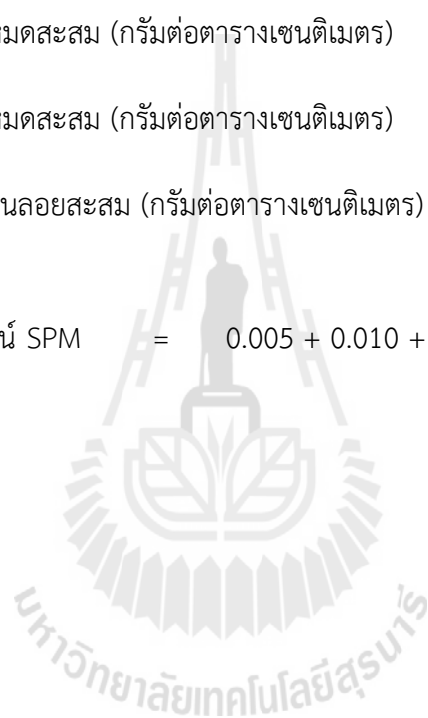 มดสะสม (กรัมต่อตารางเซนติเมตร)
มดสะสม (กรัมต่อตารางเซนติเมตร)
นลอยสะสม (กรัมต่อตารางเซนติเมตร)
น์ SPM = 0.005 + 0.010 +
มหาวิทยาลัยเทคโนโลยีสุรนารี